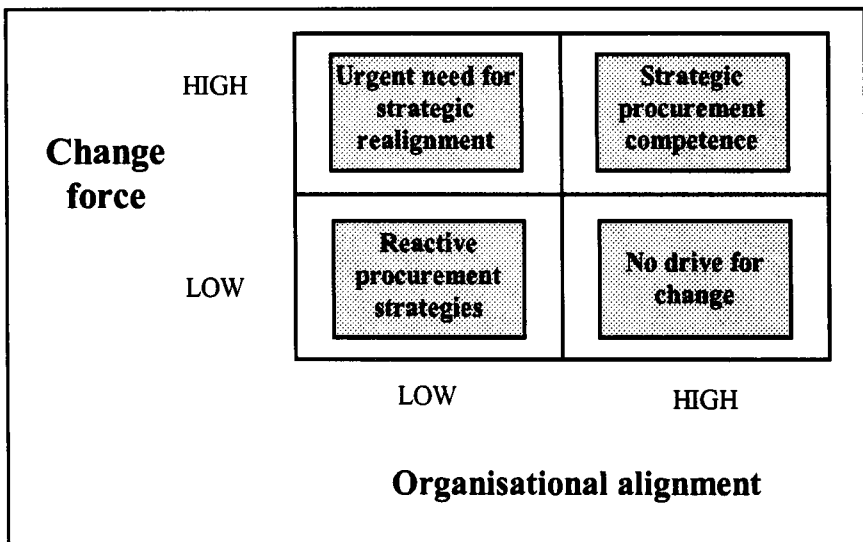 HIGH
Urgent need for
strategic
realignment
Strategic
procurement
competence
Change
force
LOW
Reactive
procurement
strategies
No drive for
change
LOW
HIGH
Organisational alignment